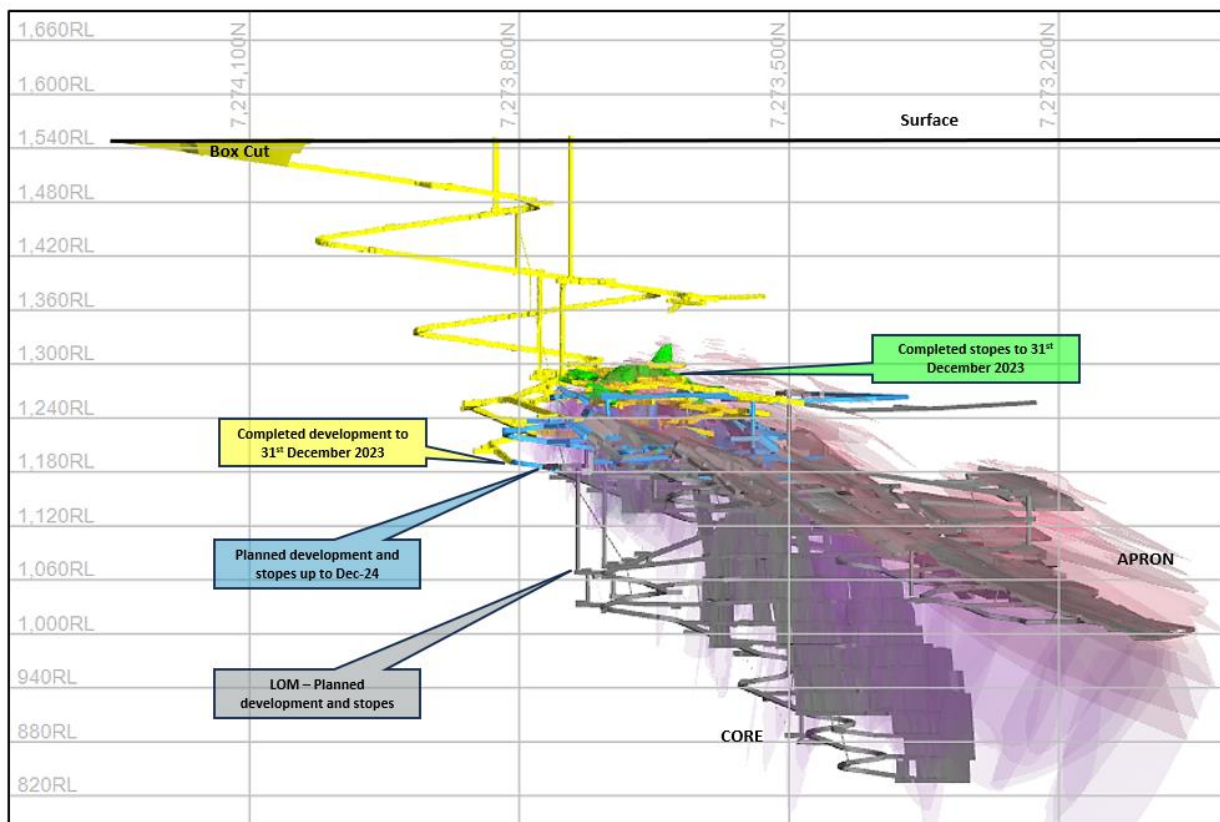 7,274,100N
7,273,800N
7,273,500N
7,273,200N
1,660RL
1,600RL
Surface
1,540RL
Box Cut
1,480RL
1,420RL
1,360RL
1,300RL
Completed stopes to 31st
December 2023
1,240RL
Completed development to
31st December 2023
1,180RL
1,120RL
Planned development and
stopes up to Dec-24
APRON
1,060RL
1,000RL
LOM – Planned
development and stopes
940RL
CORE
880RL
820RL